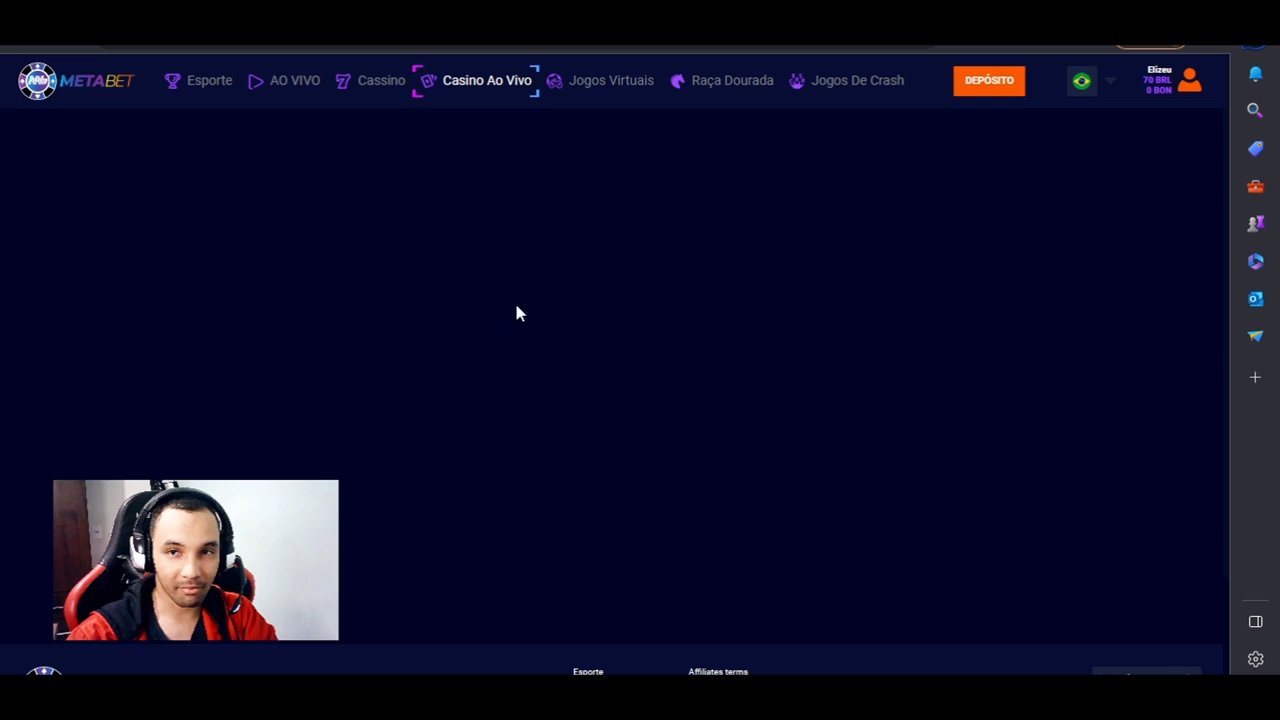 METABET
Esporte
AO VIVO
Cassino
Casino Ao Vivo
Jogos Virtuais
Raça Dourada
Jogos De Crash
DEPÓSITO
Elizeu
70 BRL
0 BON
Esporte
Affiliates terms